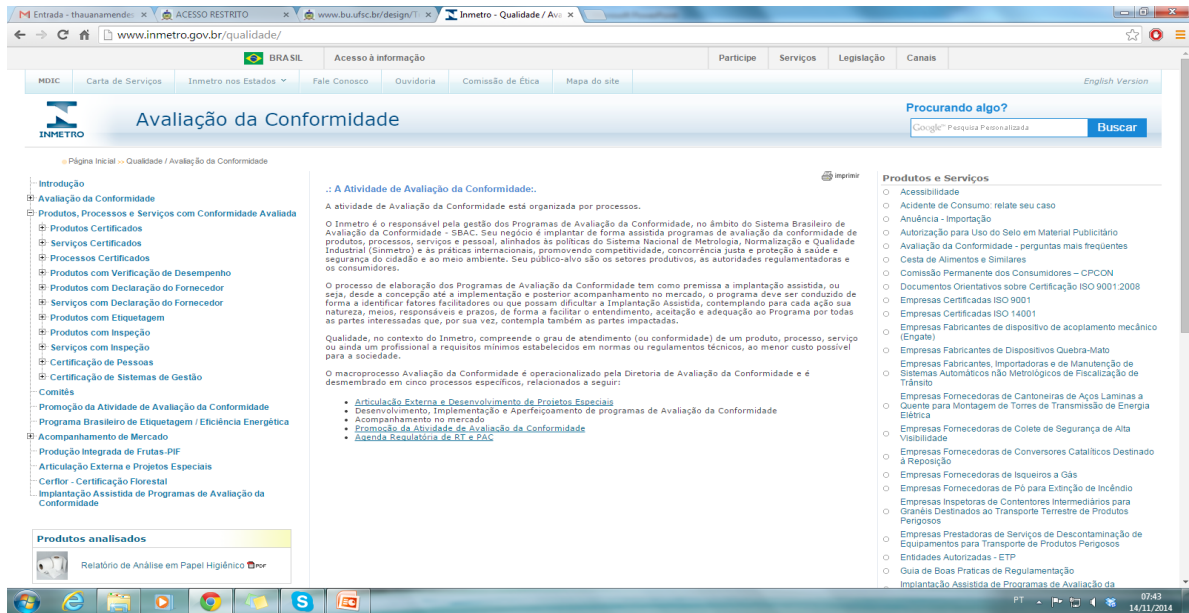 Entrada - thauanamendes
ACESSO RESTRITO
www.bu.ufsc.br/design/T
Inmetro - Qualidade / Ava
www.inmetro.gov.br/qualidade/
BRASIL Acesso à informação Participe Serviços Legislação Canais
MDIC Carta de Serviços Inmetro nos Estados Fale Conosco Ouvidoria Comissão de Ética Mapa do site English Version
INMETRO
Avaliação da Conformidade
Procurando algo?
Google™ Pesquisa Personalizada
Buscar
Página Inicial >> Qualidade / Avaliação da Conformidade
Introdução
Avaliação da Conformidade
Produtos, Processos e Serviços com Conformidade Avaliada
Produtos Certificados
Serviços Certificados
Processos Certificados
Produtos com Verificação de Desempenho
Produtos com Declaração do Fornecedor
Serviços com Declaração do Fornecedor
Produtos com Etiquetagem
Produtos com Inspeção
Serviços com Inspeção
Certificação de Pessoas
Certificação de Sistemas de Gestão
Comitês
Promoção da Atividade de Avaliação da Conformidade
Programa Brasileiro de Etiquetagem / Eficiência Energética
Acompanhamento de Mercado
Produção Integrada de Frutas-PIF
Articulação Externa e Projetos Especiais
Cerflor - Certificação Florestal
Implantação Assistida de Programas de Avaliação da
Conformidade
Produtos analisados
Relatório de Análise em Papel Higiênico PDF
imprimir
.: A Atividade de Avaliação da Conformidade:.
A atividade de Avaliação da Conformidade está organizada por processos.
O Inmetro é o responsável pela gestão dos Programas de Avaliação da Conformidade, no âmbito do Sistema Brasileiro de
Avaliação da Conformidade - SBAC. Seu negócio é implantar de forma assistida programas de avaliação da conformidade de
produtos, processos, serviços e pessoal, alinhados às políticas do Sistema Nacional de Metrologia, Normalização e Qualidade
Industrial (Sinmetro) e às práticas internacionais, promovendo competitividade, concorrência justa e proteção à saúde e
segurança do cidadão e ao meio ambiente. Seu público-alvo são os setores produtivos, as autoridades regulamentadoras e
os consumidores.
O processo de elaboração dos Programas de Avaliação da Conformidade tem como premissa a implantação assistida, ou
seja, desde a concepção até a implementação e posterior acompanhamento no mercado, o programa deve ser conduzido de
forma a identificar fatores facilitadores ou que possam dificultar a Implantação Assistida, contemplando para cada ação sua
natureza, meios, responsáveis e prazos, de forma a facilitar o entendimento, aceitação e adequação ao Programa por todas
as partes interessadas que, por sua vez, contempla também as partes impactadas.
Qualidade, no contexto do Inmetro, compreende o grau de atendimento (ou conformidade) de um produto, processo, serviço
ou ainda um profissional a requisitos mínimos estabelecidos em normas ou regulamentos técnicos, ao menor custo possível
para a sociedade.
O macroprocesso Avaliação da Conformidade é operacionalizado pela Diretoria de Avaliação da Conformidade e é
desmembrado em cinco processos específicos, relacionados a seguir:
Articulação Externa e Desenvolvimento de Projetos Especiais
Desenvolvimento, Implementação e Aperfeiçoamento de programas de Avaliação da Conformidade
Acompanhamento no mercado
Promoção da Atividade de Avaliação da Conformidade
Agenda Regulatória de RT e PAC
Produtos e Serviços
Acessibilidade
Acidente de Consumo: relate seu caso
Anuência - Importação
Autorização para Uso do Selo em Material Publicitário
Avaliação da Conformidade - perguntas mais freqüentes
Cesta de Alimentos e Similares
Comissão Permanente dos Consumidores – CPCON
Documentos Orientativos sobre Certificação ISO 9001:2008
Empresas Certificadas ISO 9001
Empresas Certificadas ISO 14001
Empresas Fabricantes de dispositivo de acoplamento mecânico
(Engate)
Empresas Fabricantes de Dispositivos Quebra-Mato
Empresas Fabricantes, Importadoras e de Manutenção de
Sistemas Automáticos não Metrológicos de Fiscalização de
Trânsito
Empresas Fornecedoras de Cantoneiras de Aços Laminas a
Quente para Montagem de Torres de Transmissão de Energia
Elétrica
Empresas Fornecedoras de Colete de Segurança de Alta
Visibilidade
Empresas Fornecedoras de Conversores Catalíticos Destinado
á Reposição
Empresas Fornecedoras de Isqueiros a Gás
Empresas Fornecedoras de Pó para Extinção de Incêndio
Empresas Inspetoras de Contentores Intermediários para
Granéis Destinados ao Transporte Terrestre de Produtos
Perigosos
Empresas Prestadoras de Serviços de Descontaminação de
Equipamentos para Transporte de Produtos Perigosos
Entidades Autorizadas - ETP
Guia de Boas Praticas de Regulamentação
Implantação Assistida de Programas de Avaliação da
PT
07:43
14/11/2014